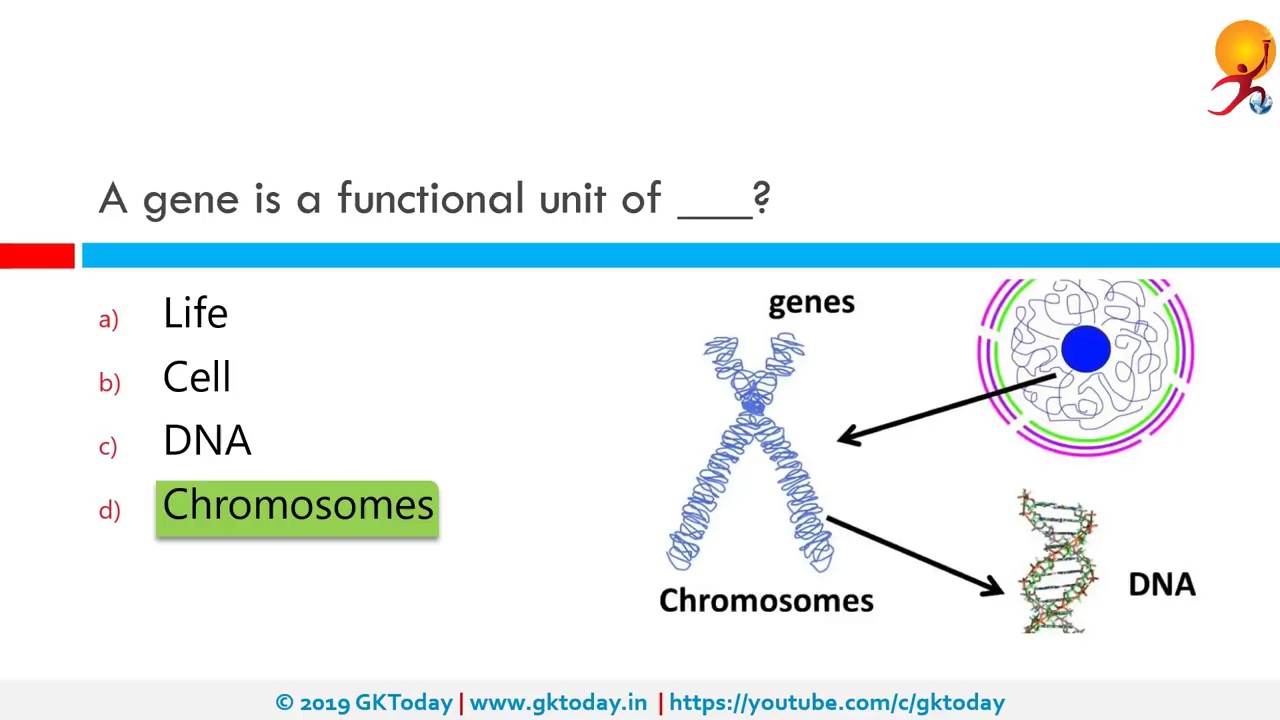 A gene is a functional unit of ____?
a) Life
b) Cell
c) DNA
d) Chromosomes
genes
Chromosomes
DNA
© 2019 GKToday | www.gktoday.in | https://youtube.com/c/gktoday